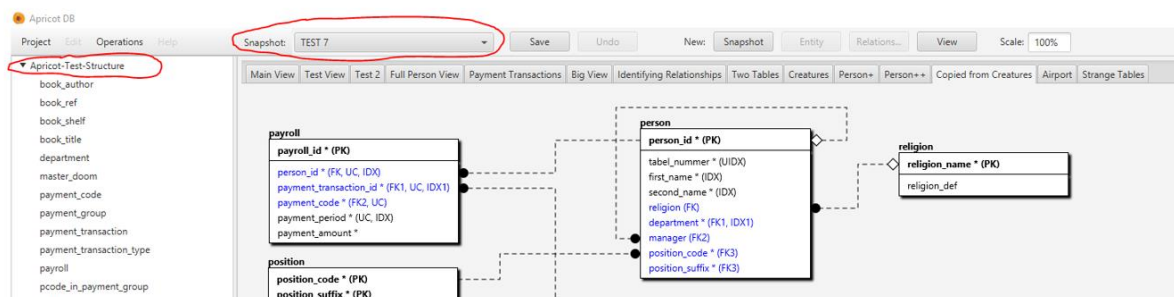 Apricot DB
Project Edit Operations Help
Snapshot: TEST 7 Save Undo New: Snapshot Entity Relations... View Scale: 100%
Apricot-Test-Structure
book_author
book_ref
book_shelf
book_title
department
master_doom
payment_code
payment_group
payment_transaction
payment_transaction_type
payroll
pcode_in_payment_group
Main View Test View Test 2 Full Person View Payment Transactions Big View Identifying Relationships Two Tables Creatures Person+ Person++ Copied from Creatures Airport Strange Tables
payroll
payroll_id * (PK)
person_id * (FK, UC, IDX)
payment_transaction_id * (FK1, UC, IDX1)
payment_code * (FK2, UC)
payment_period * (UC, IDX)
payment_amount *
position
position_code * (PK)
position_suffix * (PK)
person
person_id * (PK)
tabel_nummer * (UIDX)
first_name * (IDX)
second_name * (IDX)
religion (FK)
department * (FK1, IDX1)
manager (FK2)
position_code * (FK3)
position_suffix * (FK3)
religion
religion_name * (PK)
religion_def